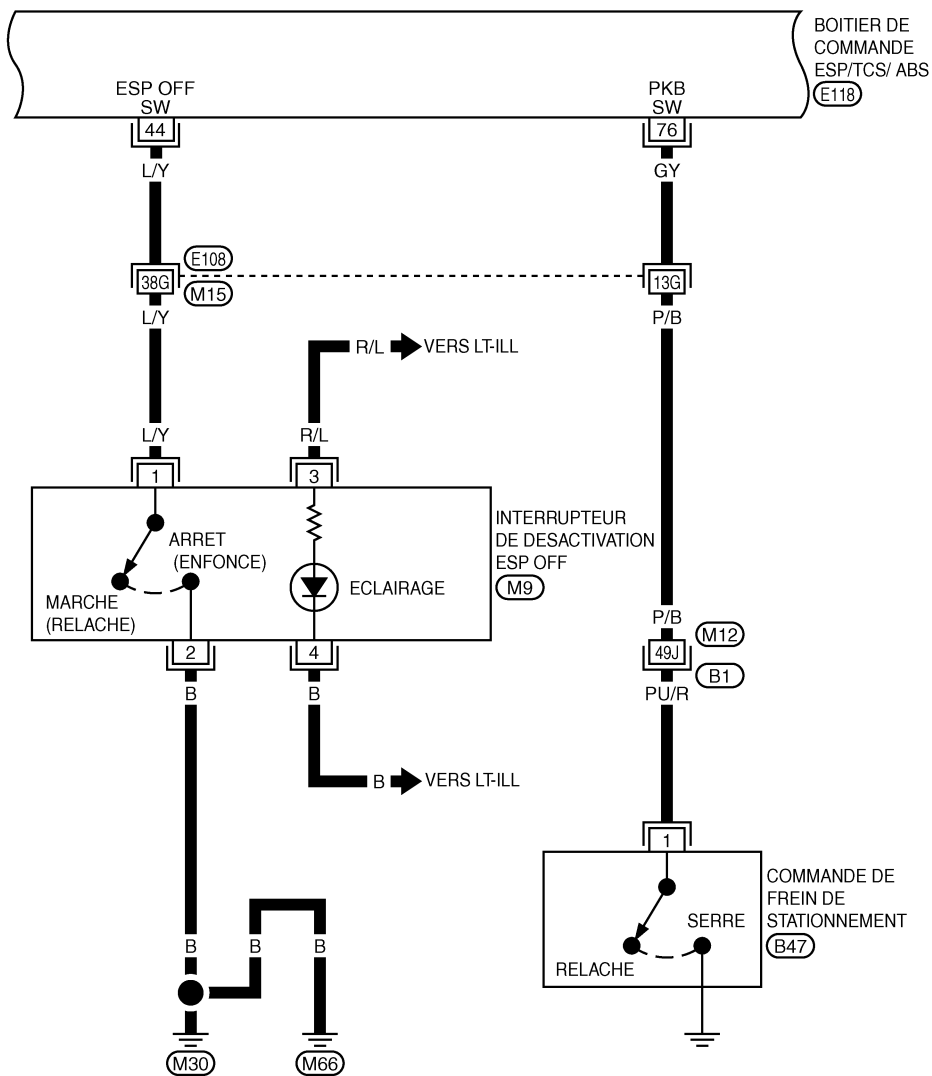 BOITIER DE
COMMANDE
ESP/TCS/ ABS
E118
ESP OFF
SW
PKB
SW
44
76
L/Y
GY
E108
38G
13G
M15
L/Y
P/B
R/L
VERS LT-ILL
L/Y
R/L
1
3
INTERRUPTEUR
DE DESACTIVATION
ESP OFF
M9
ARRET
(ENFONCE)
ECLAIRAGE
MARCHE
(RELACHE)
P/B
M12
2
4
49J
B1
B
B
PU/R
B
VERS LT-ILL
1
COMMANDE DE
FREIN DE
STATIONNEMENT
B47
SERRE
RELACHE
B
B
B
M30
M66